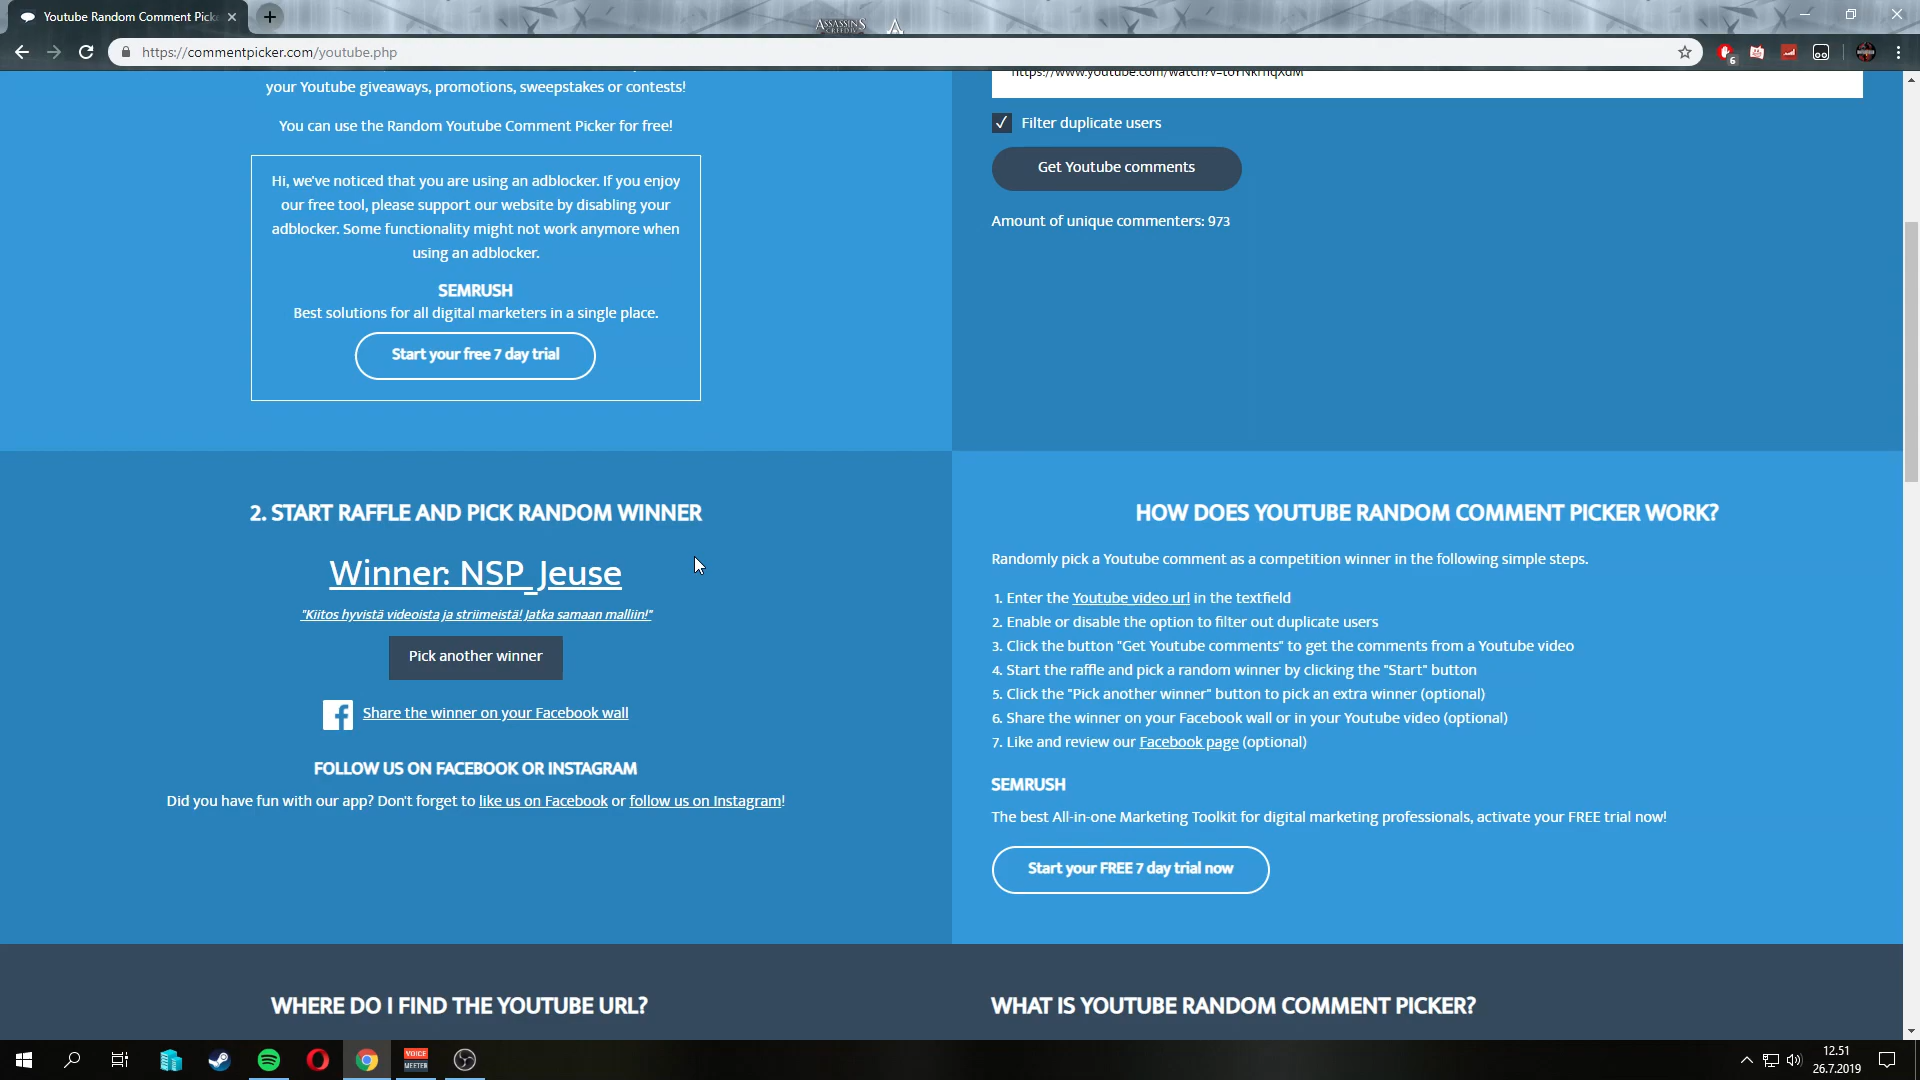 Youtube Random Comment Pick
ASSASSIN'S
CREED IV
https://commentpicker.com/youtube.php
6
your Youtube giveaways, promotions, sweepstakes or contests!
You can use the Random Youtube Comment Picker for free!
Hi, we've noticed that you are using an adblocker. If you enjoy
our free tool, please support our website by disabling your
adblocker. Some functionality might not work anymore when
using an adblocker.
SEMRUSH
Best solutions for all digital marketers in a single place.
Start your free 7 day trial
Filter duplicate users
Get Youtube comments
Amount of unique commenters: 973
2. START RAFFLE AND PICK RANDOM WINNER
Winner: NSP_Jeuse
"Kiitos hyvistä videoista ja striimeistä! Jatka samaan malliin!"
Pick another winner
Share the winner on your Facebook wall
FOLLOW US ON FACEBOOK OR INSTAGRAM
Did you have fun with our app? Don't forget to like us on Facebook or follow us on Instagram!
HOW DOES YOUTUBE RANDOM COMMENT PICKER WORK?
Randomly pick a Youtube comment as a competition winner in the following simple steps.
1. Enter the Youtube video url in the textfield
2. Enable or disable the option to filter out duplicate users
3. Click the button "Get Youtube comments" to get the comments from a Youtube video
4. Start the raffle and pick a random winner by clicking the "Start" button
5. Click the "Pick another winner" button to pick an extra winner (optional)
6. Share the winner on your Facebook wall or in your Youtube video (optional)
7. Like and review our Facebook page (optional)
SEMRUSH
The best All-in-one Marketing Toolkit for digital marketing professionals, activate your FREE trial now!
Start your FREE 7 day trial now
WHERE DO I FIND THE YOUTUBE URL?
WHAT IS YOUTUBE RANDOM COMMENT PICKER?
VOICE
MEETER
12.51
26.7.2019